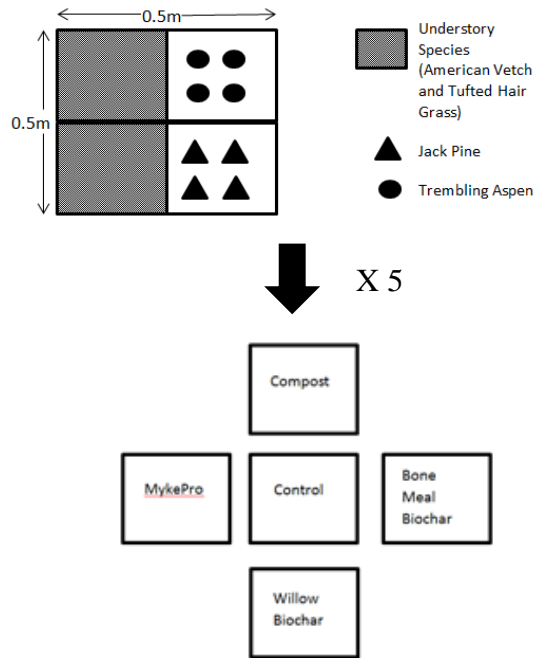 0.5m
0.5m
Understory
Species
(American Vetch
and Tufted Hair
Grass)
Jack Pine
Trembling Aspen
X 5
Compost
MykePro
Control
Bone
Meal
Biochar
Willow
Biochar